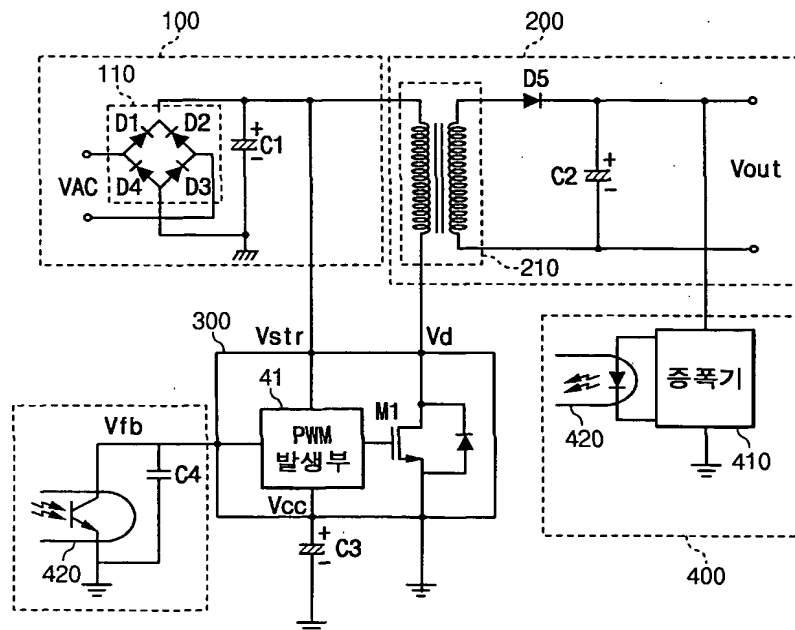 100
200
110
D1
D2
D4
D3
VAC
C1
D5
C2
Vout
210
300
Vstr
Vd
41
PWM
발생부
M1
Vfb
C4
420
Vcc
C3
증폭기
420
410
400